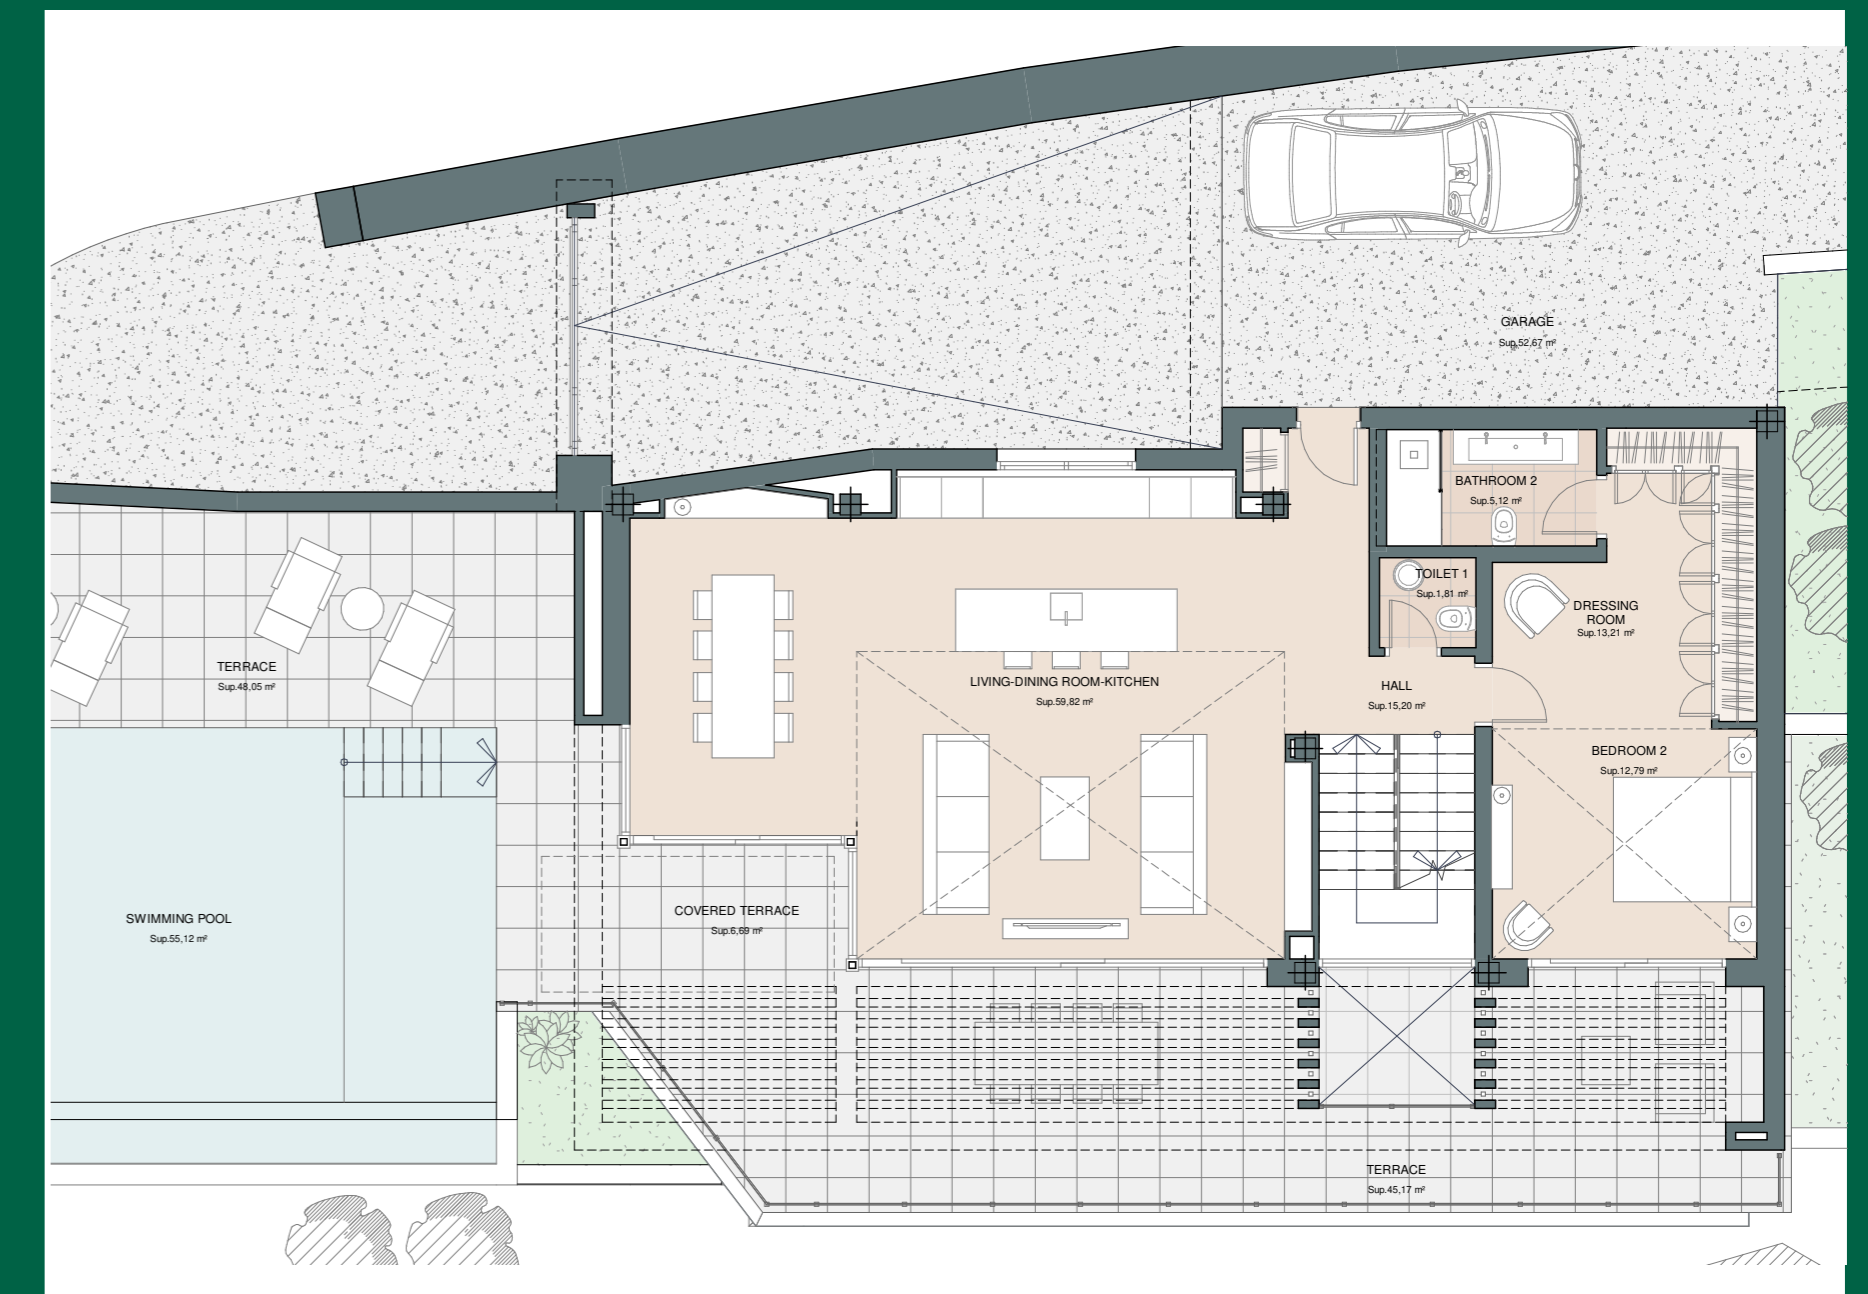 GARAGE
Sup.52,67 m²
BATHROOM 2
Sup.5,12 m²
TOILET 1
Sup.1,81 m²
DRESSING
ROOM
Sup.13,21 m²
TERRACE
Sup.48,05 m²
LIVING-DINING ROOM-KITCHEN
Sup.59,82 m²
HALL
Sup.15,20 m²
BEDROOM 2
Sup.12,79 m²
SWIMMING POOL
Sup.55,12 m²
COVERED TERRACE
Sup.6,69 m²
TERRACE
Sup.45,17 m²